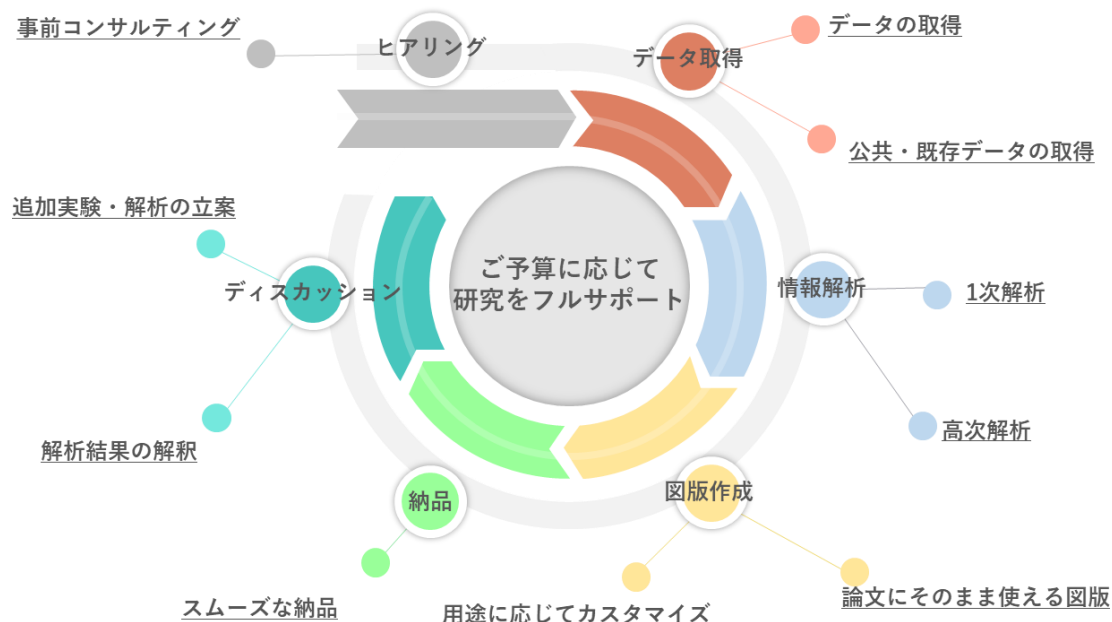 事前コンサルティング
ヒアリング
データ取得
データの取得
公共・既存データの取得
情報解析
1次解析
高次解析
図版作成
論文にそのまま使える図版
用途に応じてカスタマイズ
納品
スムーズな納品
ディスカッション
追加実験・解析の立案
解析結果の解釈
ご予算に応じて
研究をフルサポート